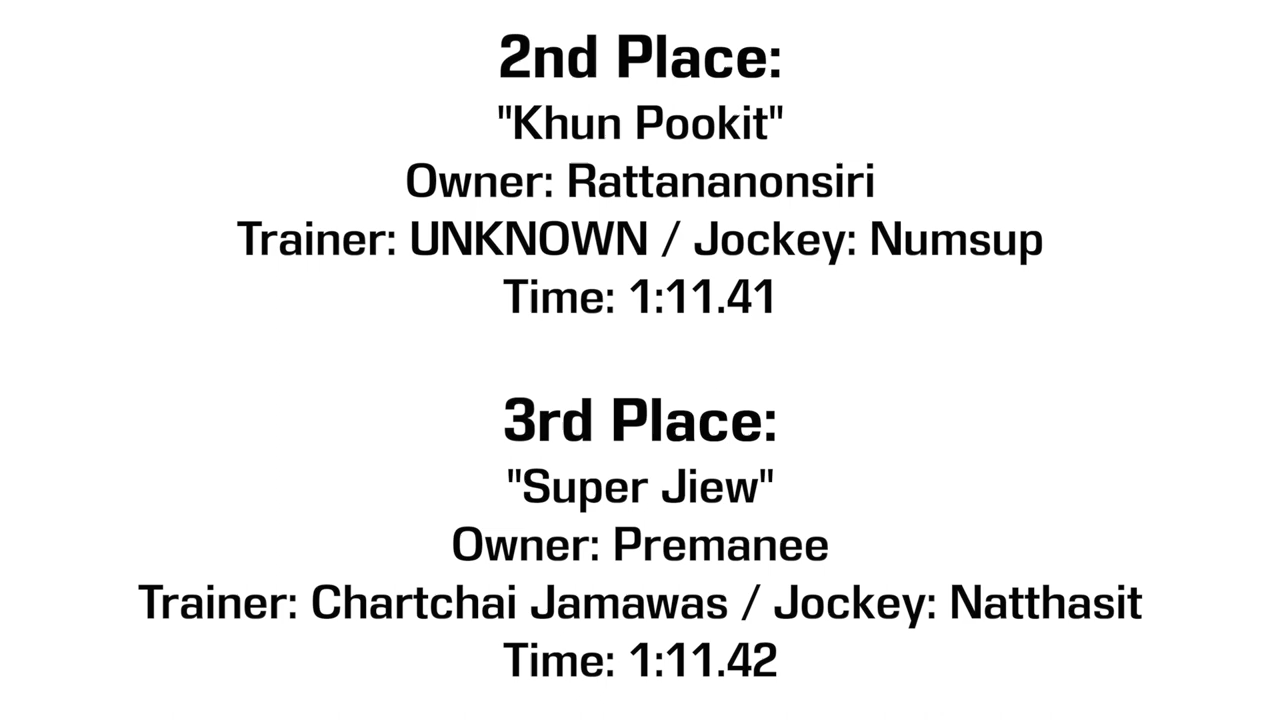 2nd Place:
"Khun Pookit"
Owner: Rattananonsiri
Trainer: UNKNOWN / Jockey: Numsup
Time: 1:11.41
3rd Place:
"Super Jiew"
Owner: Premanee
Trainer: Chartchai Jamawas / Jockey: Natthasit
Time: 1:11.42